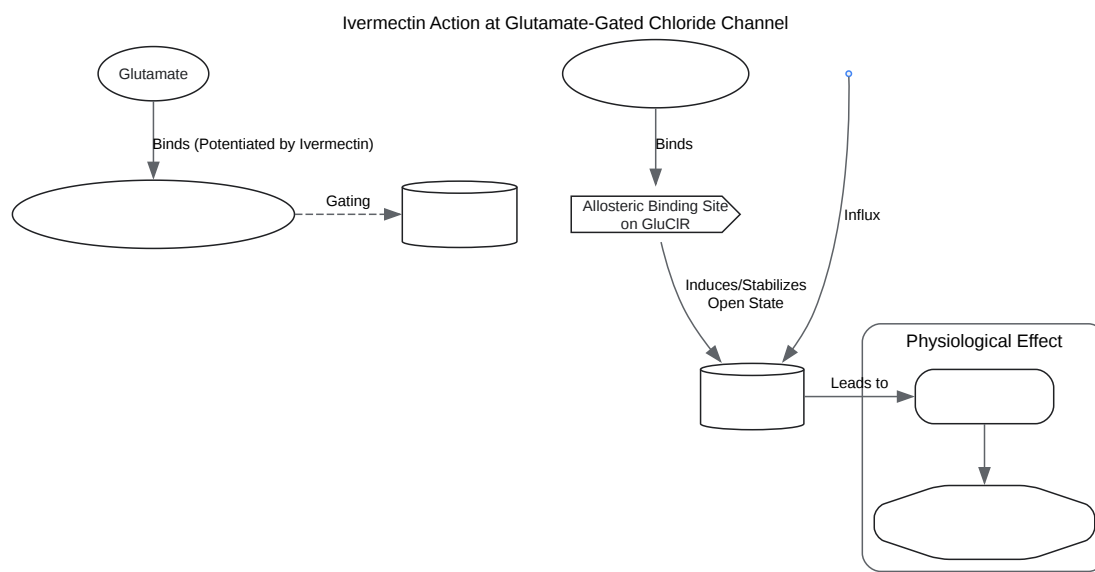 Ivermectin Action at Glutamate-Gated Chloride Channel
Glutamate
Binds (Potentiated by Ivermectin)
Binds
Gating
Allosteric Binding Site
on GluClR
Influx
Induces/Stabilizes
Open State
Physiological Effect
Leads to